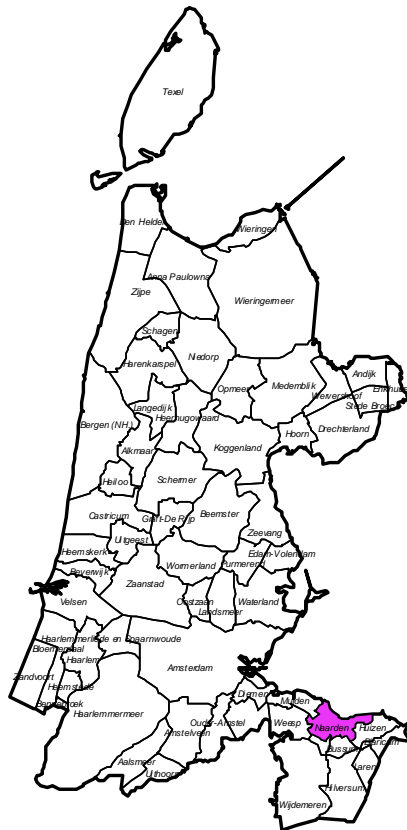 Texel
Den Helder
Wieringen
Anna Paulowna
Zijpe
Wieringermeer
Schagen
Niedorp
Harenkarspel
Andijk
Opmeer
Medemblik
Wervershoof
Enkhuizen
Stede Broec
Langedijk
Heerhugowaard
Bergen (NH.)
Drechterland
Hoorn
Koggenland
Alkmaar
Heiloo
Schermer
Beemster
Castricum
Graft-De Rijp
Zeevang
Uitgeest
Heemskerk
Edam-Volendam
Wormerland
Purmerend
Beverwijk
Zaanstad
Velsen
Oostzaan
Waterland
Landsmeer
Haarlemmerliede en Spaarnwoude
Bloemendaal
Haarlem
Amsterdam
Zandvoort
Heemstede
Diemen
Muiden
Bennebroek
Haarlemmermeer
Ouder-Amstel
Weesp
Naarden
Huizen
Amstelveen
Blaricum
Bussum
Aalsmeer
Laren
Uithoorn
Hilversum
Wijdemeren